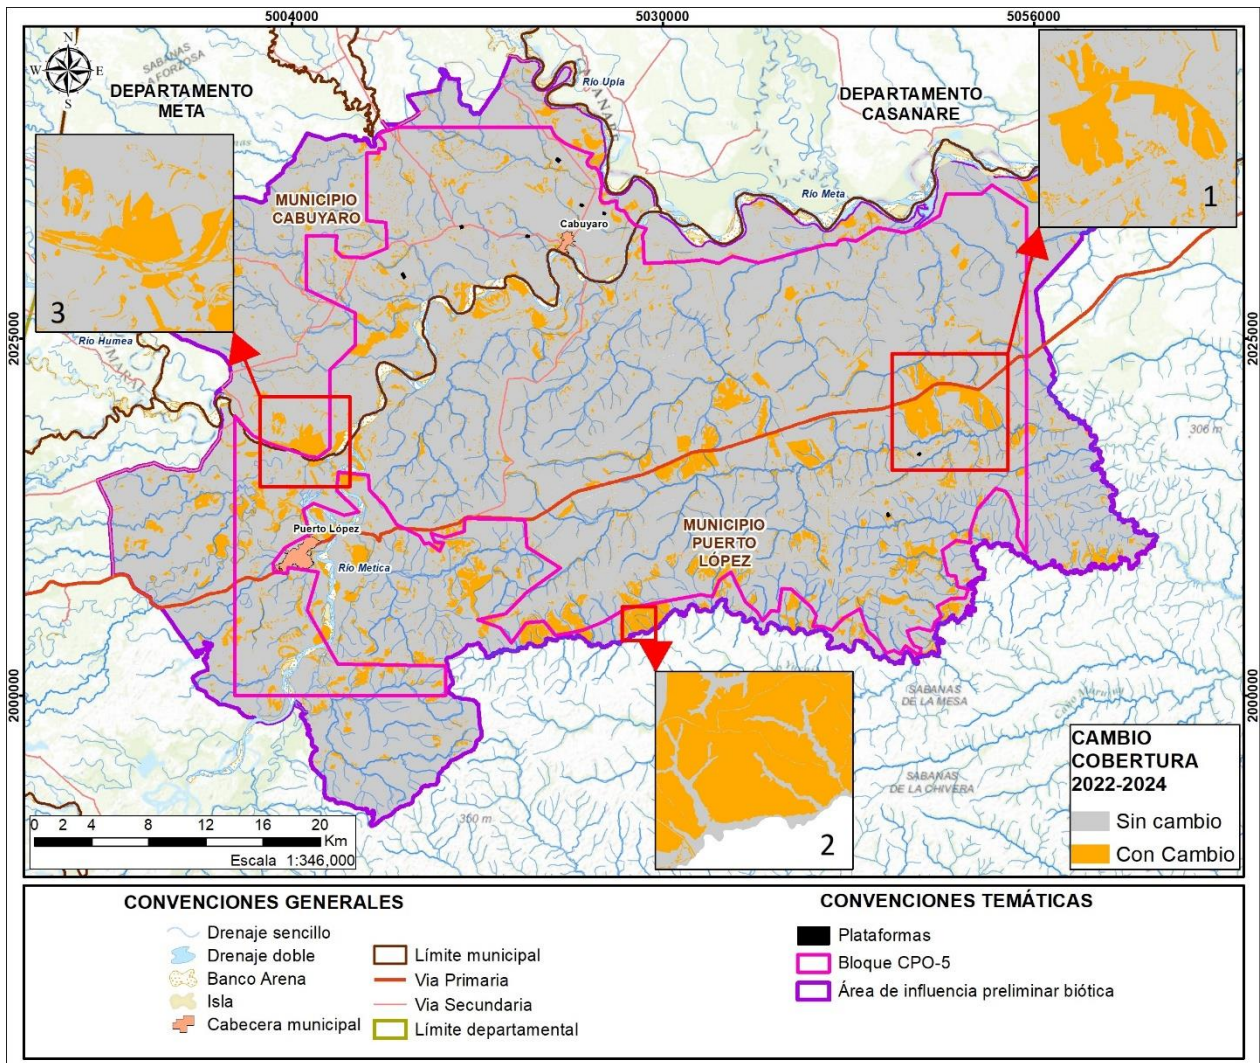 5004000
5030000
5056000
N
W
E
S
SABANAS
DEPARTAMENTO
META
Río Upía
DEPARTAMENTO
CASANARE
1
MUNICIPIO
CABUYARO
Río Meta
Cabuyaro
3
Río Humea
2025000
2025000
306 m
Puerto López
MUNICIPIO
PUERTO
LÓPEZ
Río Metica
2000000
2000000
SABANAS
DE LA MESA
SABANAS
DE LA CHIVERA
2
CAMBIO
COBERTURA
2022-2024
Sin cambio
Con Cambio
0 2 4 8 12 16 20
Km
Escala 1:346,000
CONVENCIONES GENERALES
Drenaje sencillo
Drenaje doble
Banco Arena
Isla
Cabecera municipal
Límite municipal
Via Primaria
Via Secundaria
Límite departamental
CONVENCIONES TEMÁTICAS
Plataformas
Bloque CPO-5
Área de influencia preliminar biótica